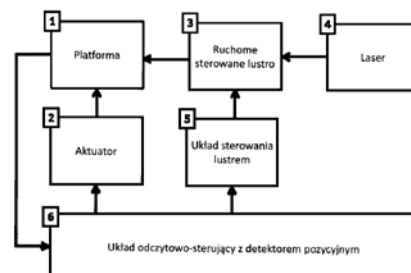 1
Platforma
3
Ruchome
sterowane lustro
4
Laser
2
Aktuator
5
Układ sterowania
lustrem
6
Układ odczytowo-sterujący z detektorem pozycyjnym